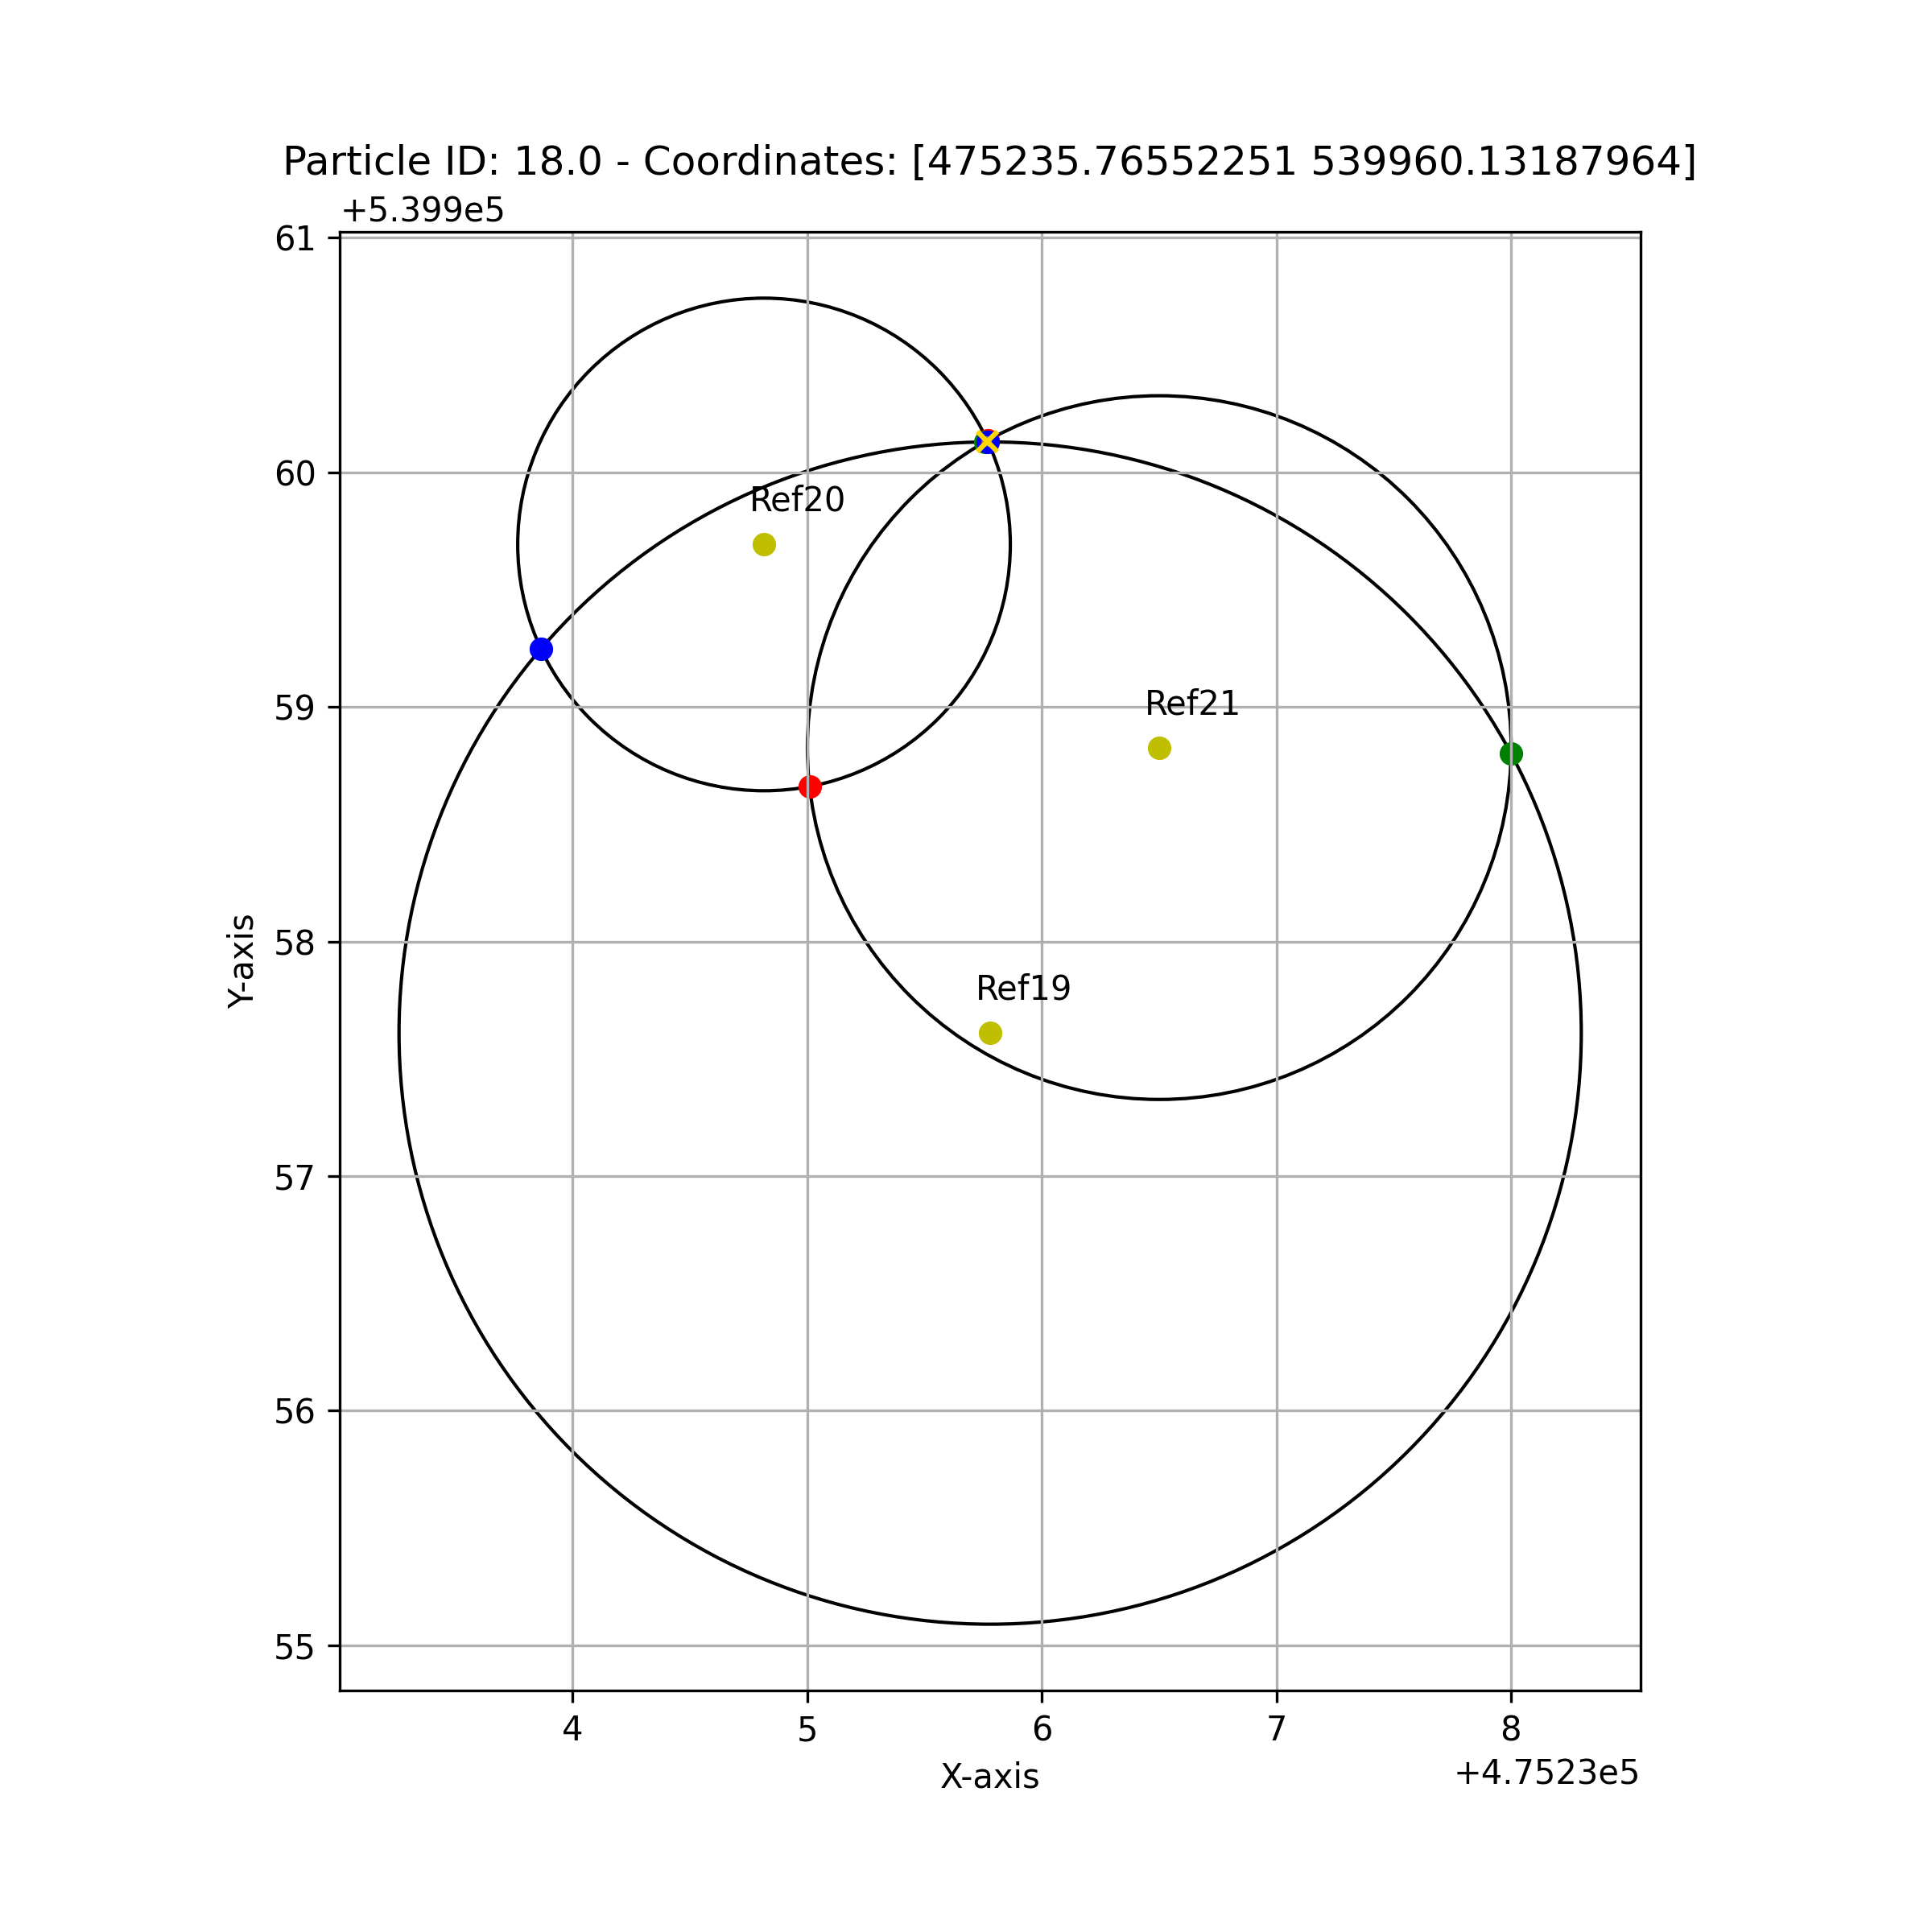 Particle ID: 18.0 - Coordinates: [475235.76552251 539960.13187964]
+5.399e5
61
60
59
58
57
56
55
Y-axis
Ref20
Ref21
Ref19
4 5 6 7 8
X-axis
+4.7523e5